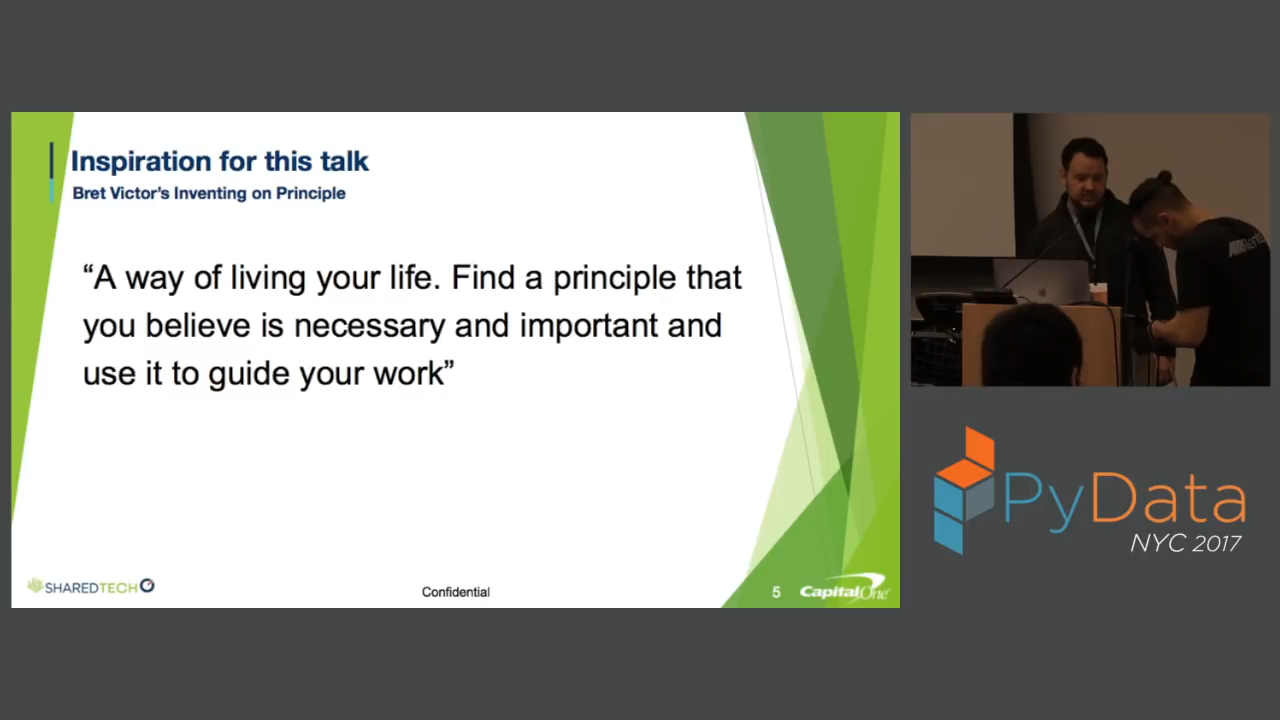 Inspiration for this talk
Bret Victor's Inventing on Principle
“A way of living your life. Find a principle that
you believe is necessary and important and
use it to guide your work”
SHAREDTECH
Confidential
5
CapitalOne
PyData
NYC 2017